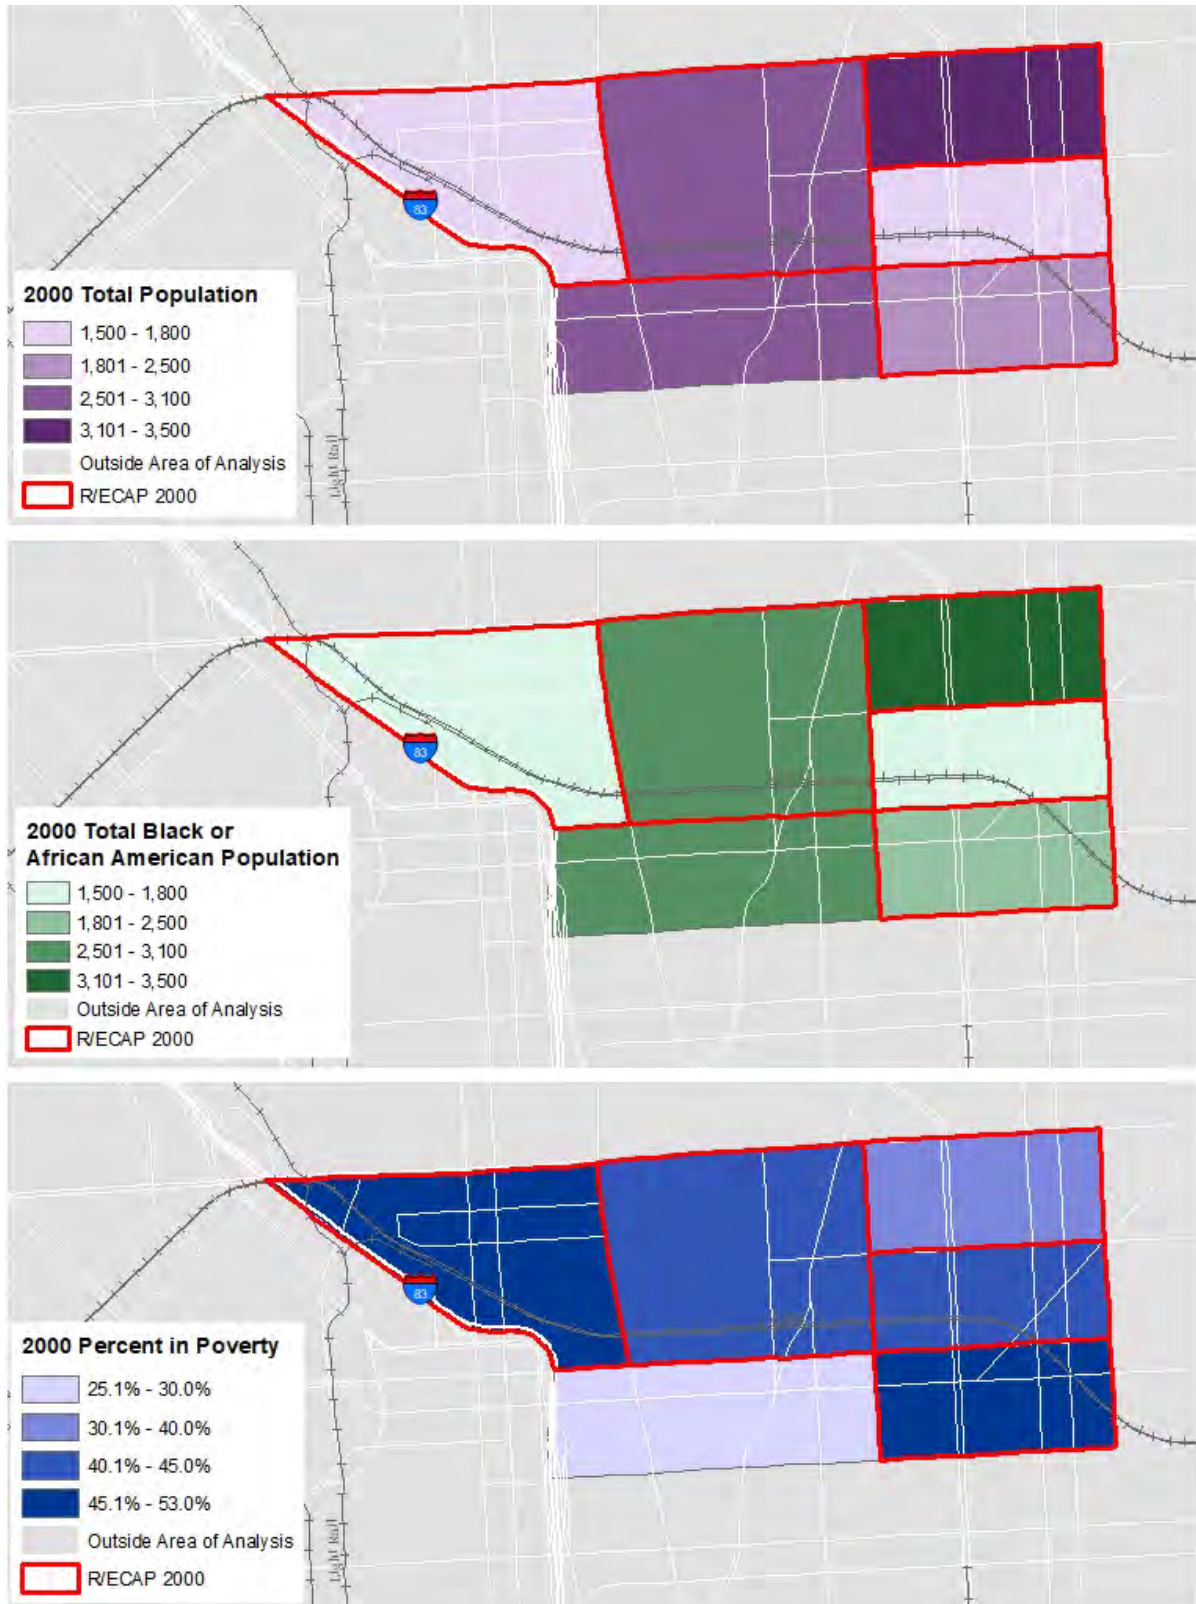 83
2000 Total Population
1,500 - 1,800
1,801 - 2,500
2,501 - 3,100
3,101 - 3,500
Outside Area of Analysis
R/ECAP 2000
Light Rail
83
2000 Total Black or
African American Population
1,500 - 1,800
1,801 - 2,500
2,501 - 3,100
3,101 - 3,500
Outside Area of Analysis
R/ECAP 2000
83
2000 Percent in Poverty
25.1% - 30.0%
30.1% - 40.0%
40.1% - 45.0%
45.1% - 53.0%
Outside Area of Analysis
R/ECAP 2000
Light Rail